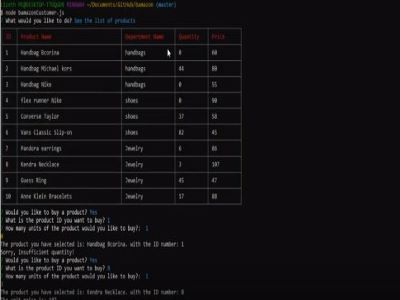 MINGW64 ~/Documents/GitHub/bamazon (master)
$ node bamazonCustomer.js
? What would you like to do? See the list of products
ID Product Name Department Name Quantity Price
1 Handbag Bcorina handbags 0 60
2 Handbag Michael kors handbags 44 80
3 Handbag Nike handbags 0 55
4 flex runner Nike shoes 0 90
5 Converse Taylor shoes 37 50
6 Vans Classic Slip-on shoes 82 45
7 Pandora earrings Jewelry 6 86
8 Kendra Necklace Jewelry 3 107
9 Guess Ring Jewelry 45 47
10 Anne Klein Bracelets Jewelry 17 88
? Would you like to buy a product? Yes
? What is the product ID you want to buy? 1
? How many units of the product would you like to buy?: 1
0
The product you have selected is: Handbag Bcorina. with the ID number: 1
Sorry, Insufficient quantity!
? Would you like to buy a product? Yes
? What is the product ID you want to buy? 8
? How many units of the product would you like to buy?: 1
3
The product you have selected is: Kendra Necklace. with the ID number: 8